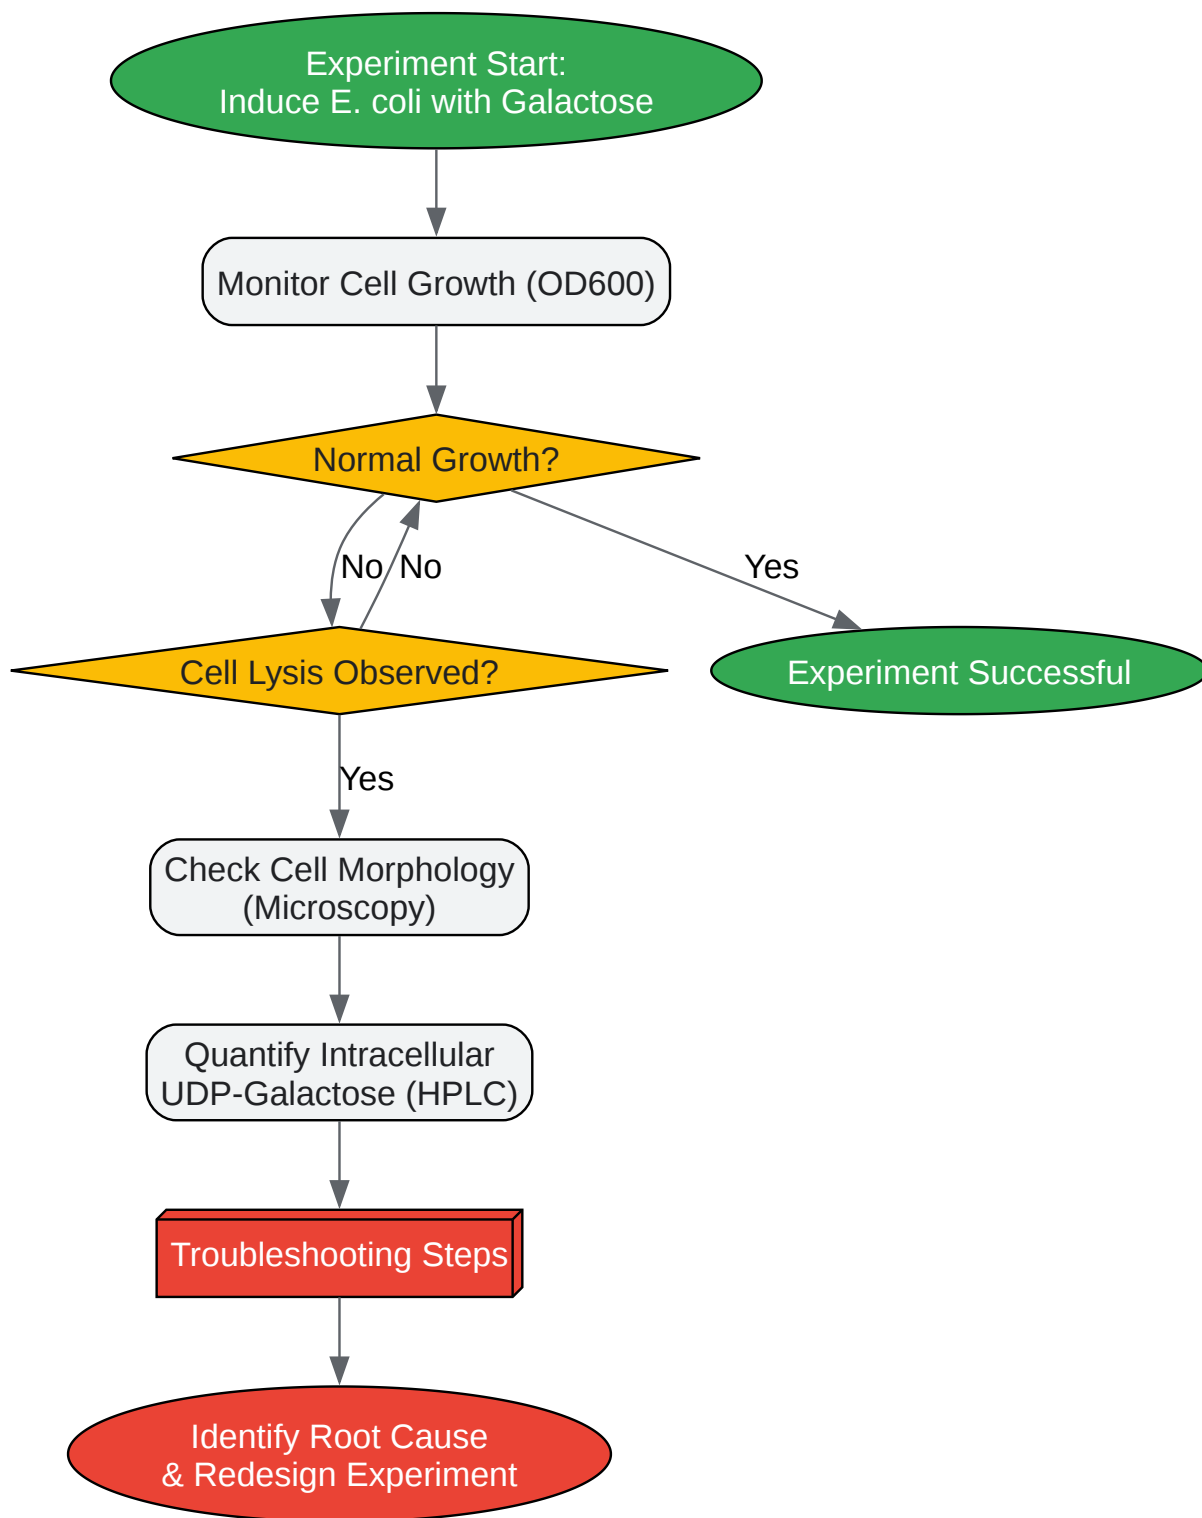 Experiment Start:
Induce E. coli with Galactose
Monitor Cell Growth (OD600)
Normal Growth?
No
No
Yes
Cell Lysis Observed?
Experiment Successful
Yes
Check Cell Morphology
(Microscopy)
Quantify Intracellular
UDP-Galactose (HPLC)
Troubleshooting Steps
Identify Root Cause
& Redesign Experiment